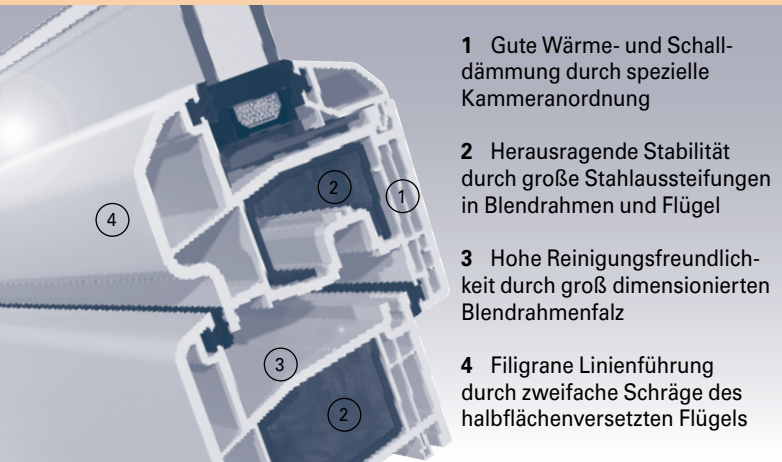 1 Gute Wärme- und Schall-
dämmung durch spezielle
Kammeranordnung
2 Herausragende Stabilität
durch große Stahlaussteifungen
in Blendrahmen und Flügel
3 Hohe Reinigungsfreundlich-
keit durch groß dimensionierten
Blendrahmenfalz
4 Filigrane Linienführung
durch zweifache Schräge des
halbflächenversetzten Flügels
2
1
4
3
2